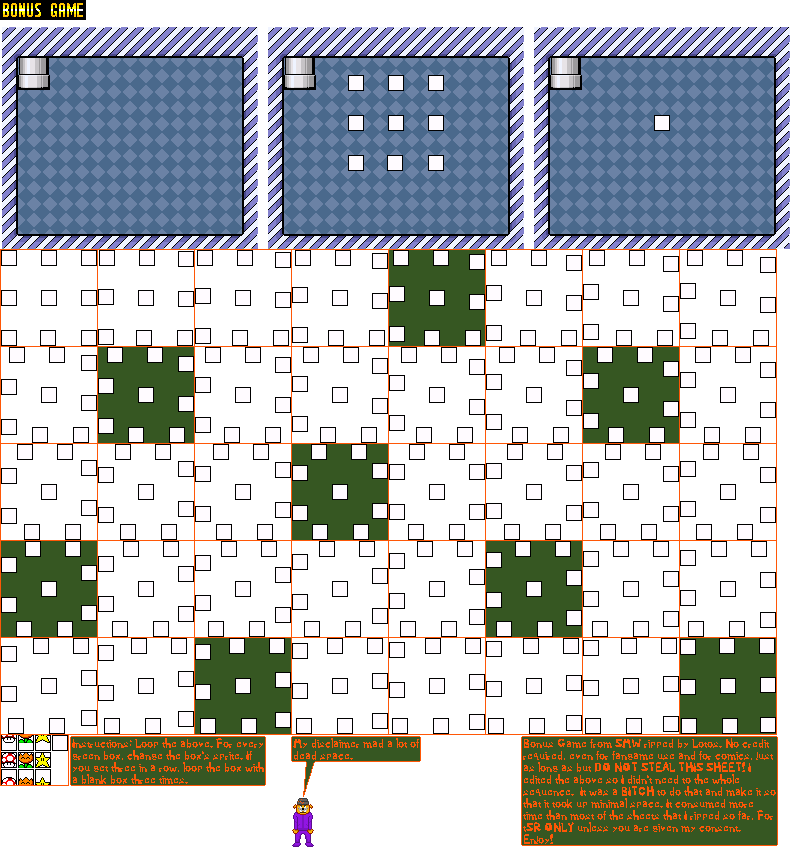 BONUS GAME
Instructions: Loop the above. For every
green box, change the box's sprite. If
you get three in a row, loop the box with
a blank box three times.
My disclaimer mad a lot of
dead space.
Bonus Game from SMW ripped by Lotos. No credit
required, even for fangame use and for comics. Just
as long as but DO NOT STEAL THIS SHEET! I
edited the above so I didn't need to the whole
sequence. It was a BITCH to do that and make it so
that it took up minimal space. It consumed more
time than most of the sheets that I ripped so far. For
tSR ONLY unless you are given my consent.
Enjoy!